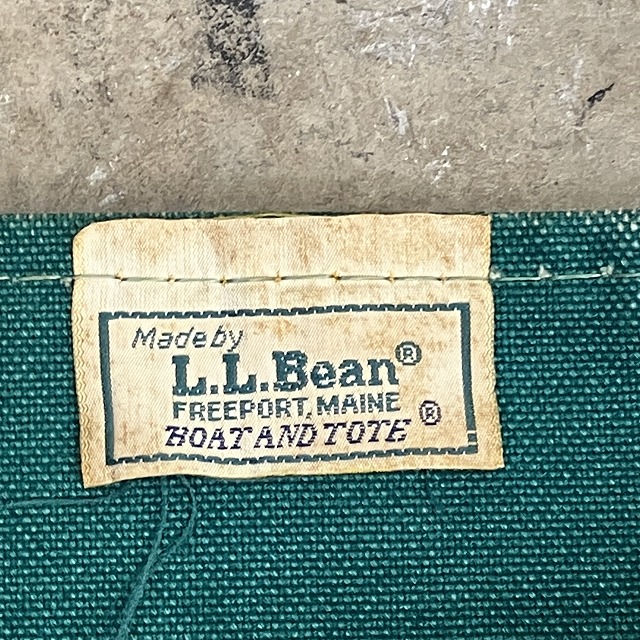 Made by
L.L.Bean®
FREEPORT, MAINE
BOAT AND TOTE ®